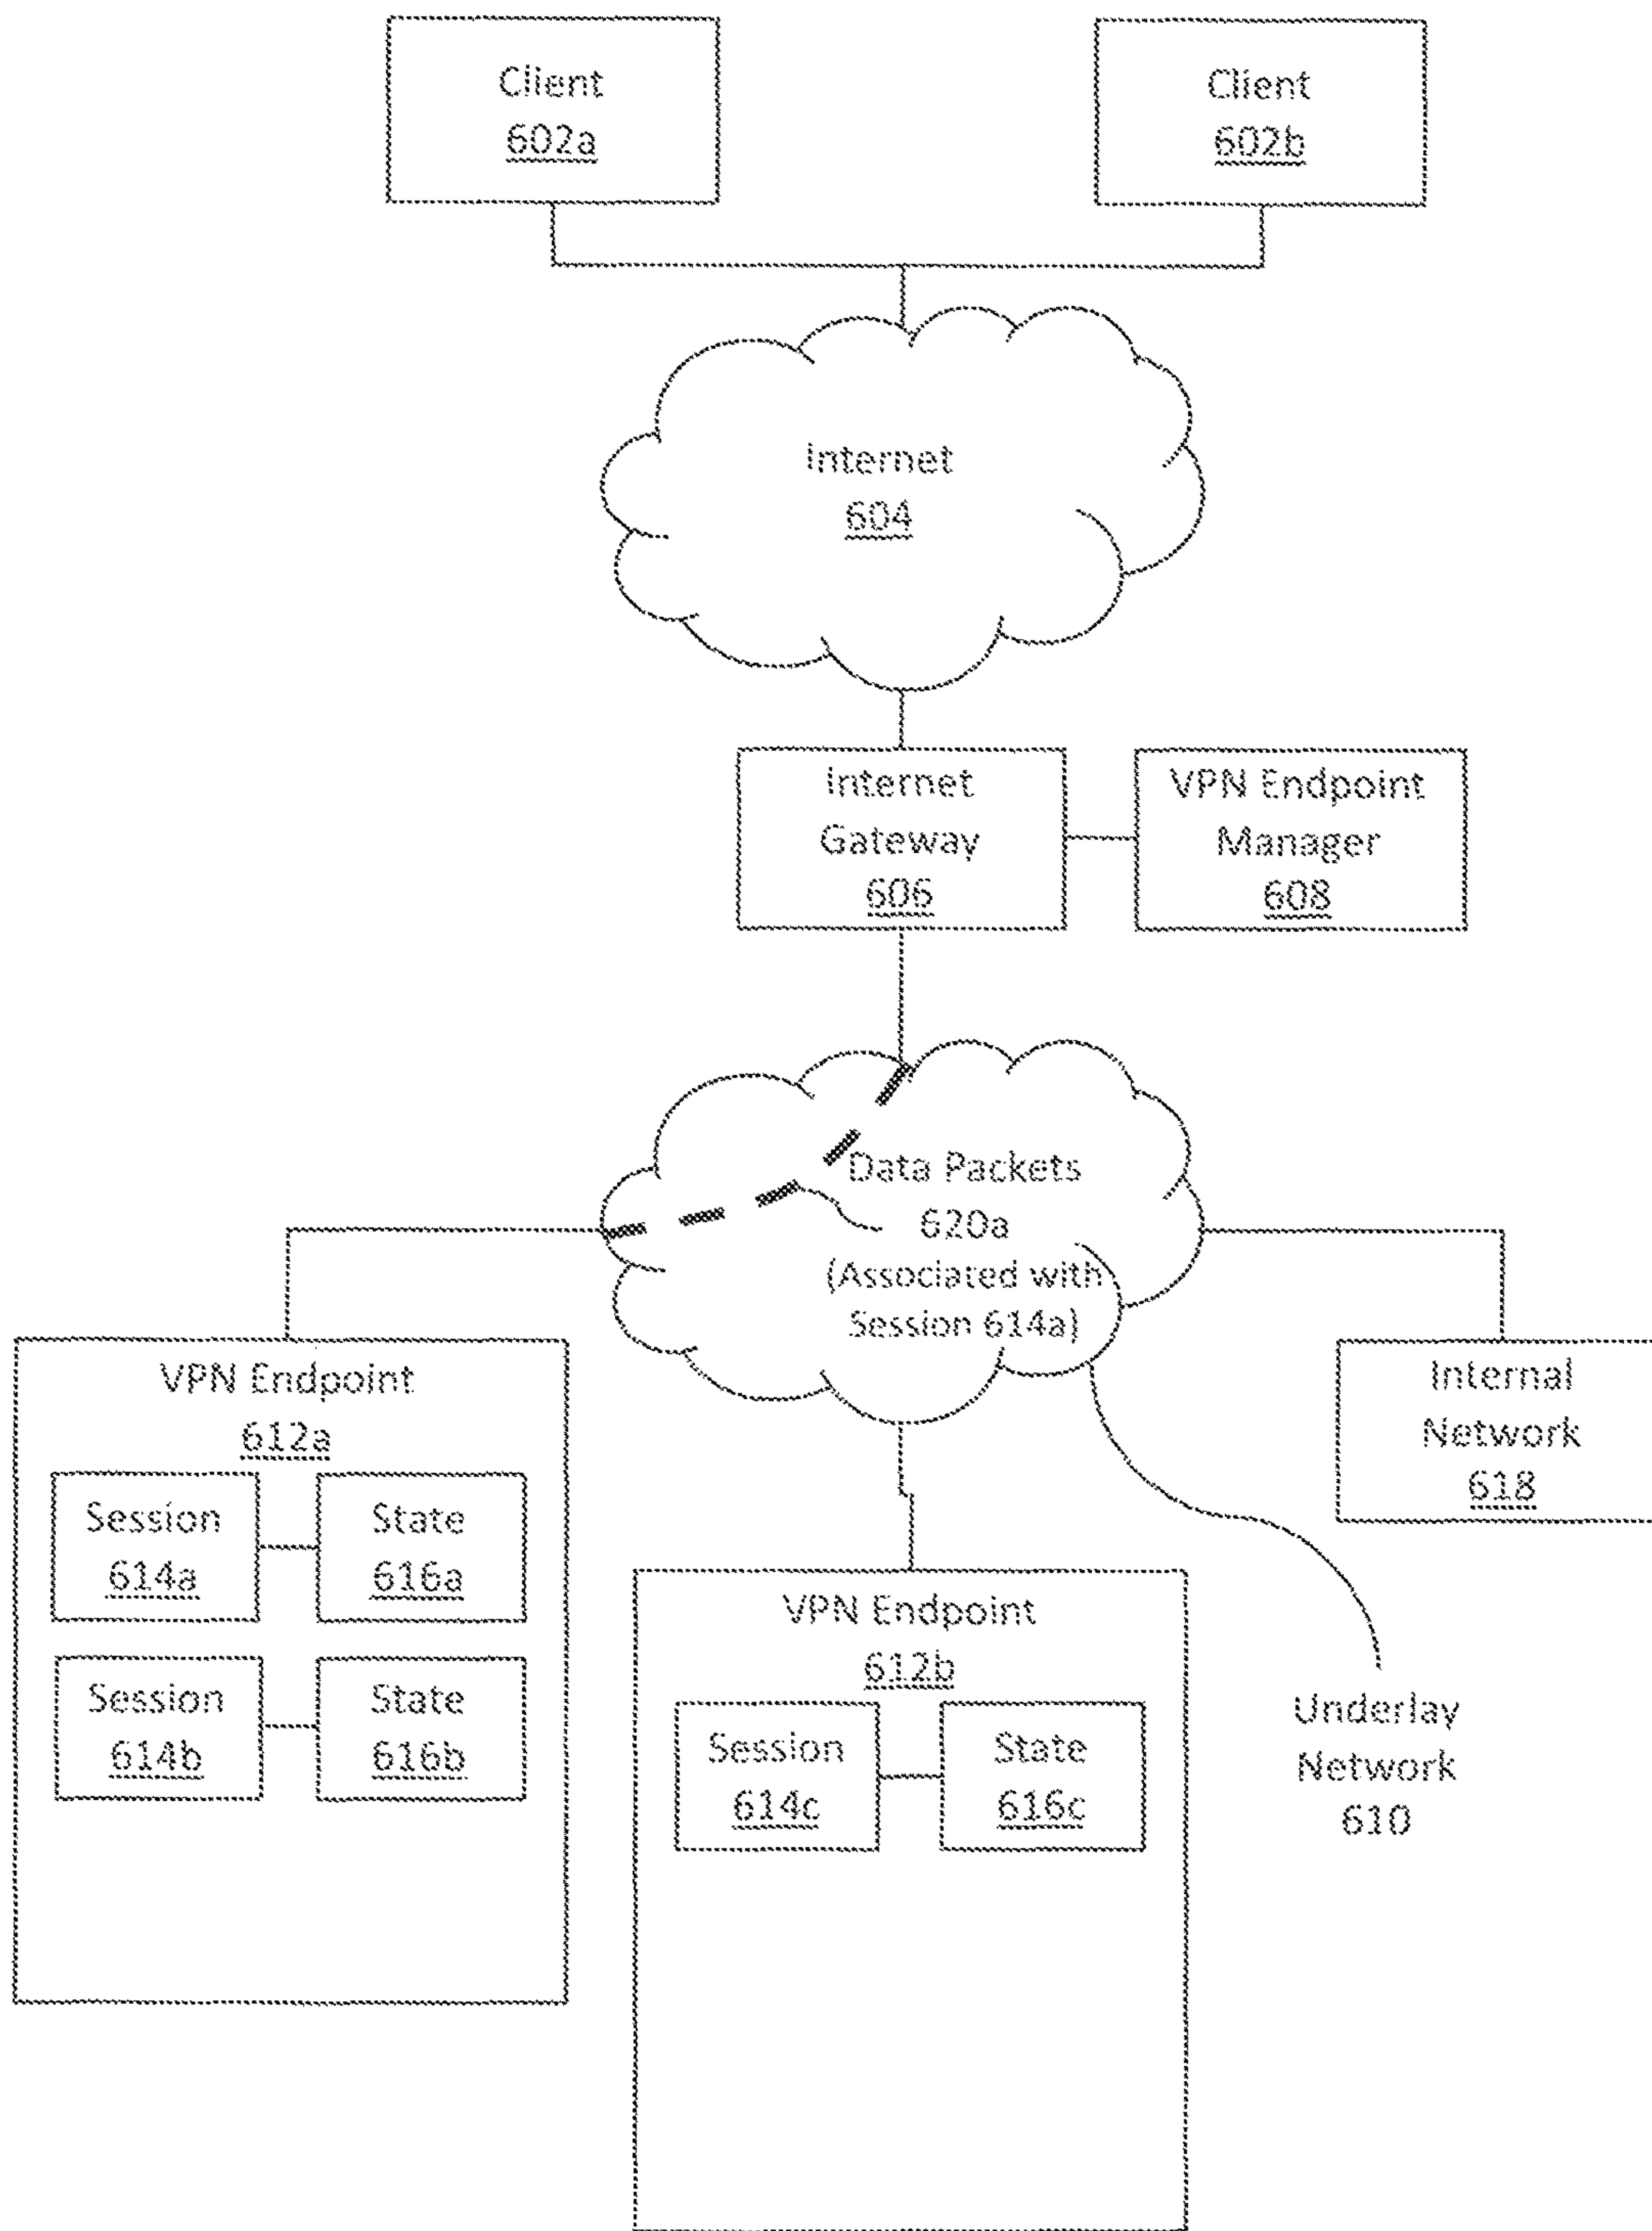 Client
602a
Client
602b
Internet
604
Internet
Gateway
606
VPN Endpoint
Manager
608
Data Packets
620a
(Associated with
Session 614a)
VPN Endpoint
612a
Session
614a
State
616a
Session
614b
State
616b
VPN Endpoint
612b
Session
614c
State
616c
Internal
Network
618
Underlay
Network
610